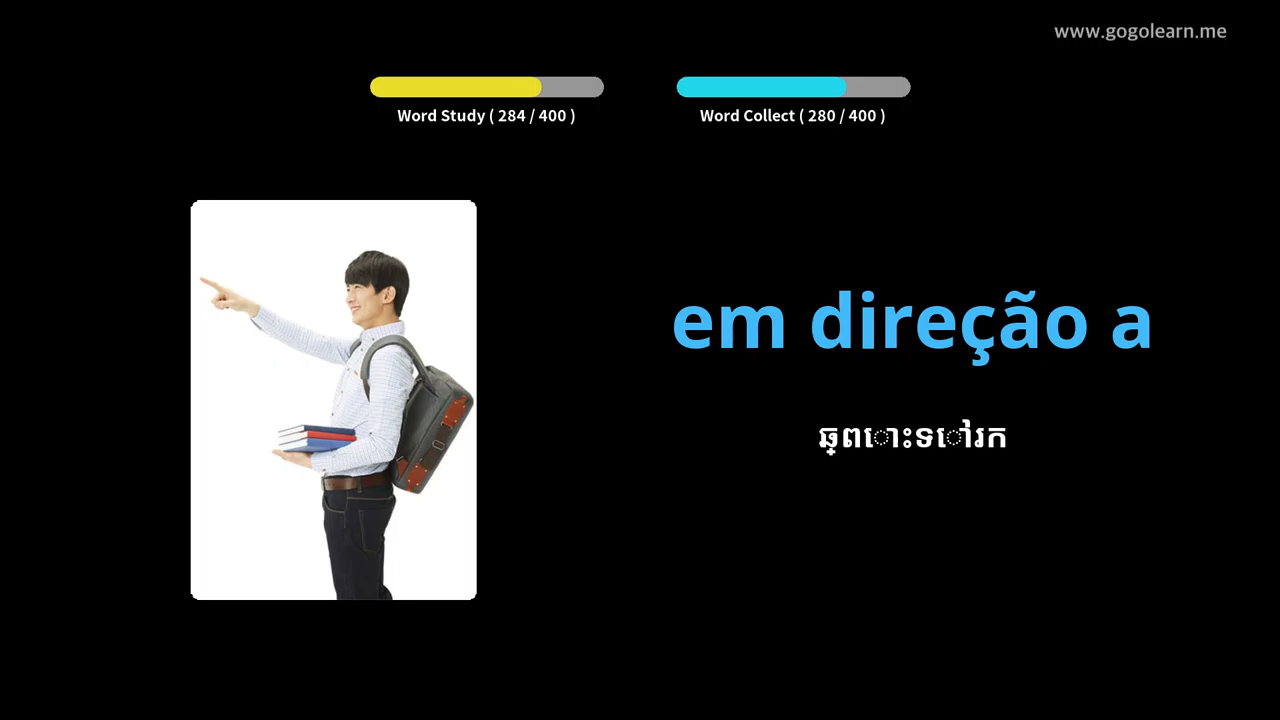 www.gogolearn.me
Word Study ( 284 / 400 )
Word Collect ( 280 / 400 )
em direção a
ឆ្ពោះទៅរក